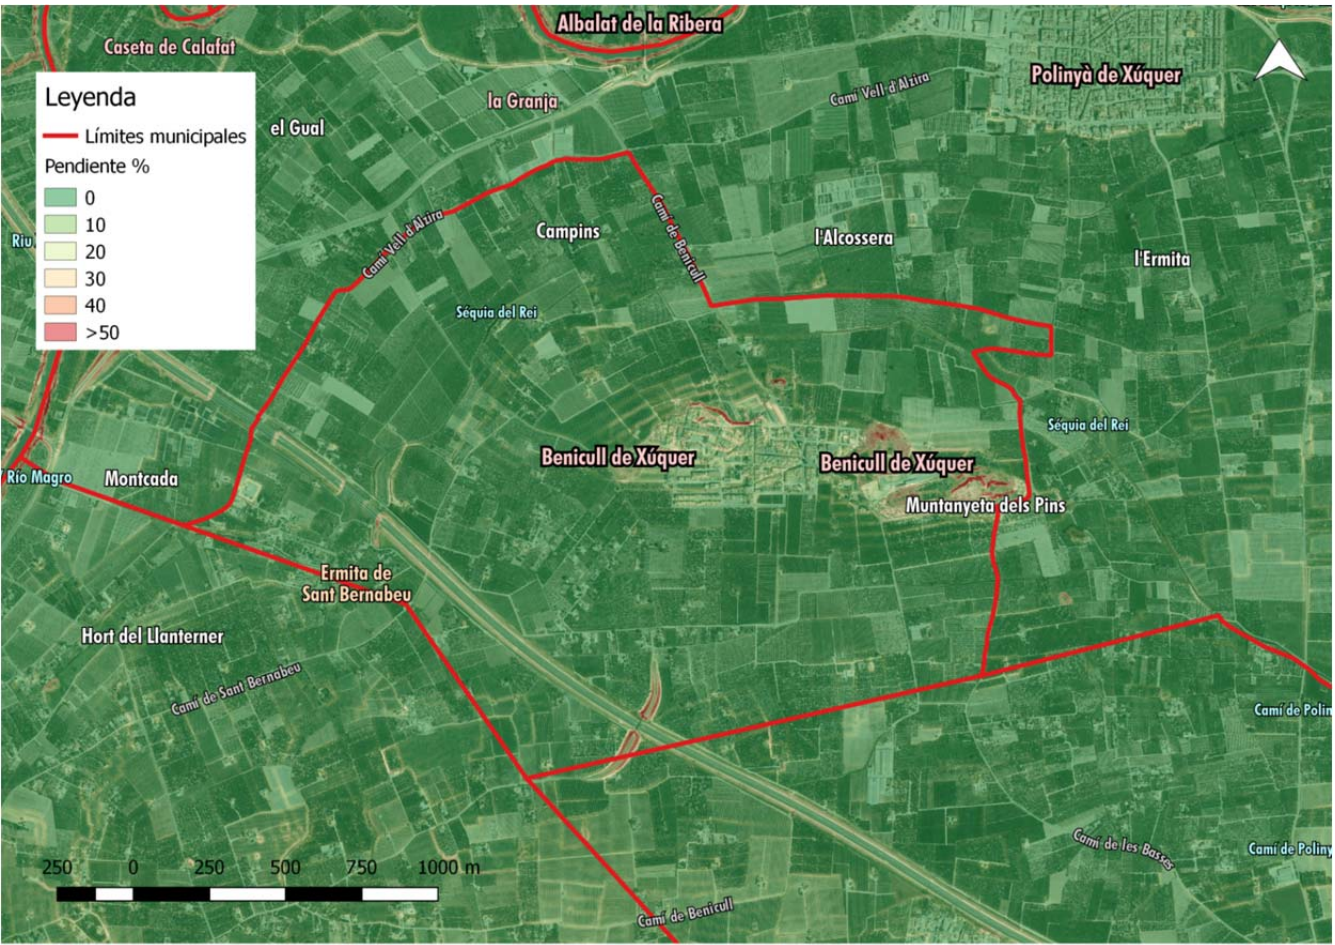 Albalat de la Ribera
Caseta de Calafat
Polinyà de Xúquer
Leyenda
Límites municipales
Pendiente %
0
10
20
30
40
>50
la Granja
Camí Vell d'Alzira
el Gual
Camí Vell d'Alzira
Campins
Camí de Benicull
l'Alcossera
l'Ermita
Riu
Séquia del Rei
Séquia del Rei
Benicull de Xúquer
Benicull de Xúquer
Río Magro
Montcada
Muntanyeta dels Pins
Ermita de
Sant Bernabeu
Hort del Llanterner
Camí de Sant Bernabeu
Camí de Polin
Camí de les Basses
Camí de Poliny
250 0 250 500 750 1000 m
Camí de Benicull